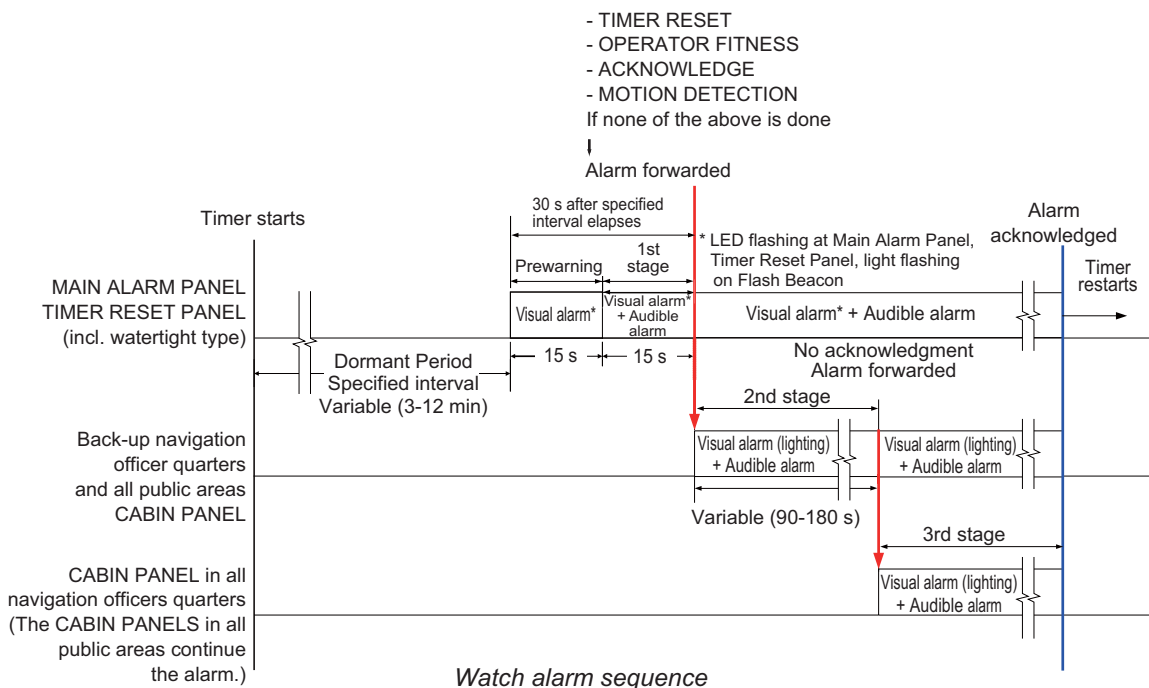 - TIMER RESET
- OPERATOR FITNESS
- ACKNOWLEDGE
- MOTION DETECTION
If none of the above is done
Alarm forwarded
Timer starts
30 s after specified
interval elapses
Alarm
acknowledged
* LED flashing at Main Alarm Panel,
Timer Reset Panel, light flashing
on Flash Beacon
Prewarning
1st
stage
Timer
restarts
MAIN ALARM PANEL
TIMER RESET PANEL
(incl. watertight type)
Visual alarm*
Visual alarm*
+ Audible
alarm
Visual alarm* + Audible alarm
15 s
15 s
No acknowledgment
Alarm forwarded
Dormant Period
Specified interval
Variable (3-12 min)
2nd stage
Back-up navigation
officer quarters
and all public areas
CABIN PANEL
Visual alarm (lighting)
+ Audible alarm
Visual alarm (lighting)
+ Audible alarm
Variable (90-180 s)
3rd stage
CABIN PANEL in all
navigation officers quarters
(The CABIN PANELS in all
public areas continue
the alarm.)
Visual alarm (lighting)
+ Audible alarm
Watch alarm sequence